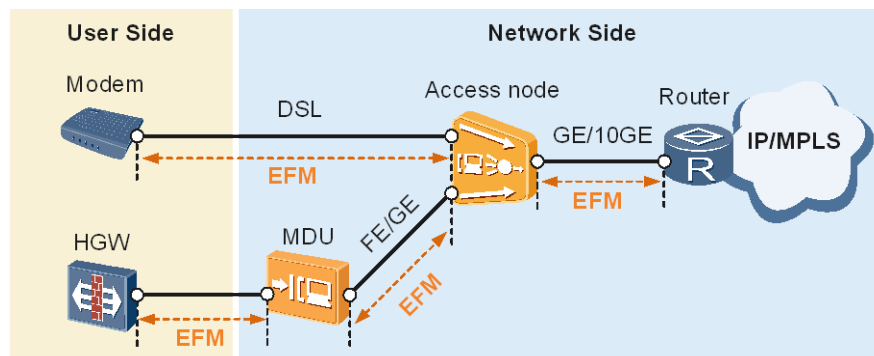 User Side
Network Side
Modem
DSL
Access node
Router
GE/10GE
IP/MPLS
R
EFM
EFM
HGW
MDU
FE/GE
EFM
EFM